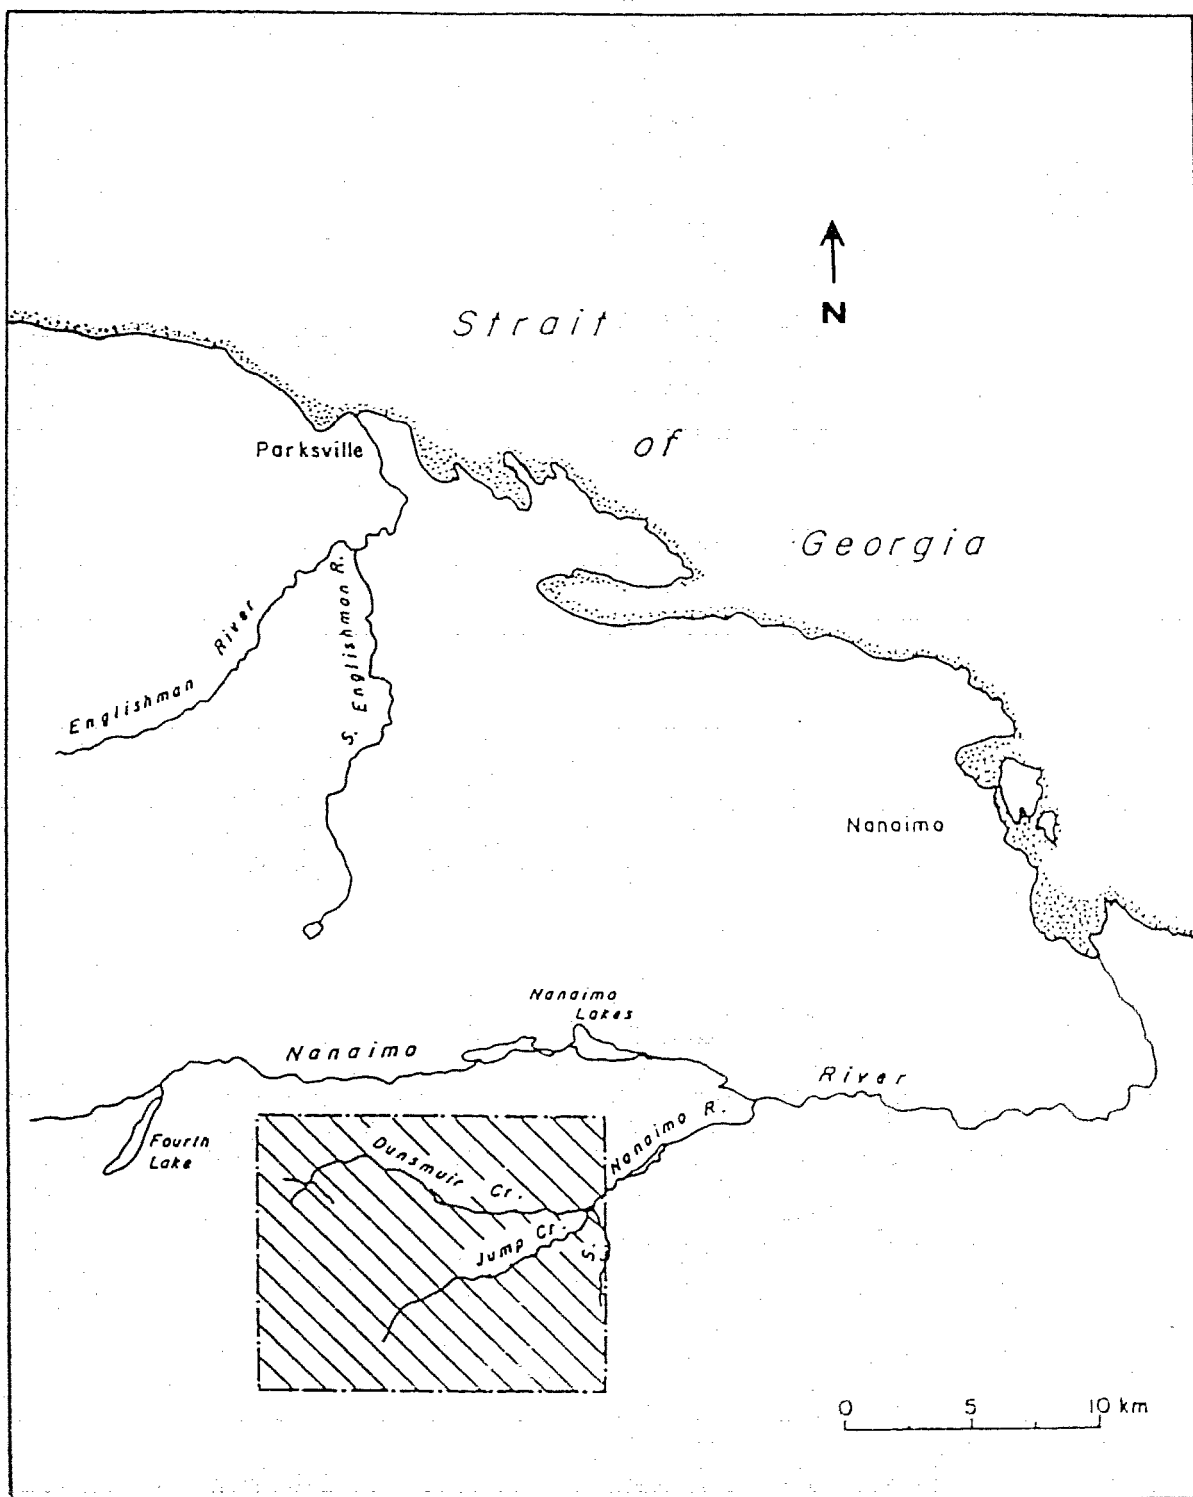 N
Strait
of
Georgia
Parksville
Englishman River
S. Englishman R.
Nanaimo
Nanaimo
Lakes
Nanaimo River
Fourth
Lake
S. Nanaimo R.
Dunsmuir Cr.
Jump Cr.
0 5 10 km